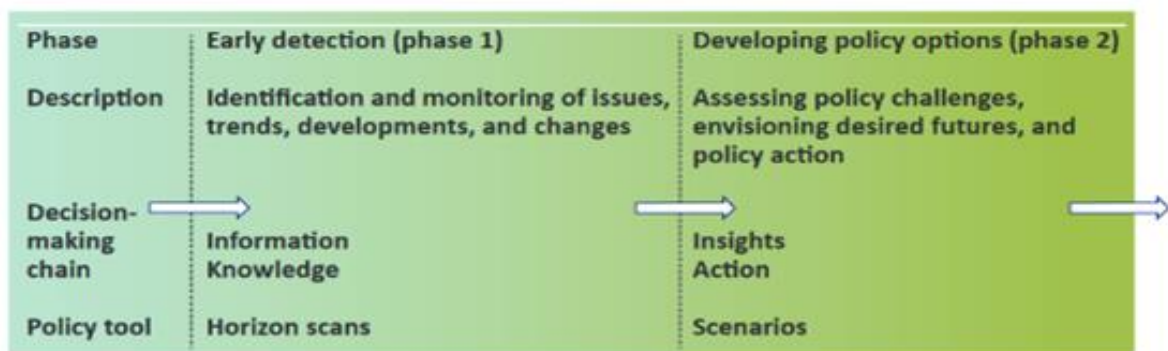 Phase Early detection (phase 1) Developing policy options (phase 2)
Description Identification and monitoring of issues, Assessing policy challenges,
trends, developments, and changes envisioning desired futures, and
policy action
Decision-
making Information Insights
chain Knowledge Action
Policy tool Horizon scans Scenarios